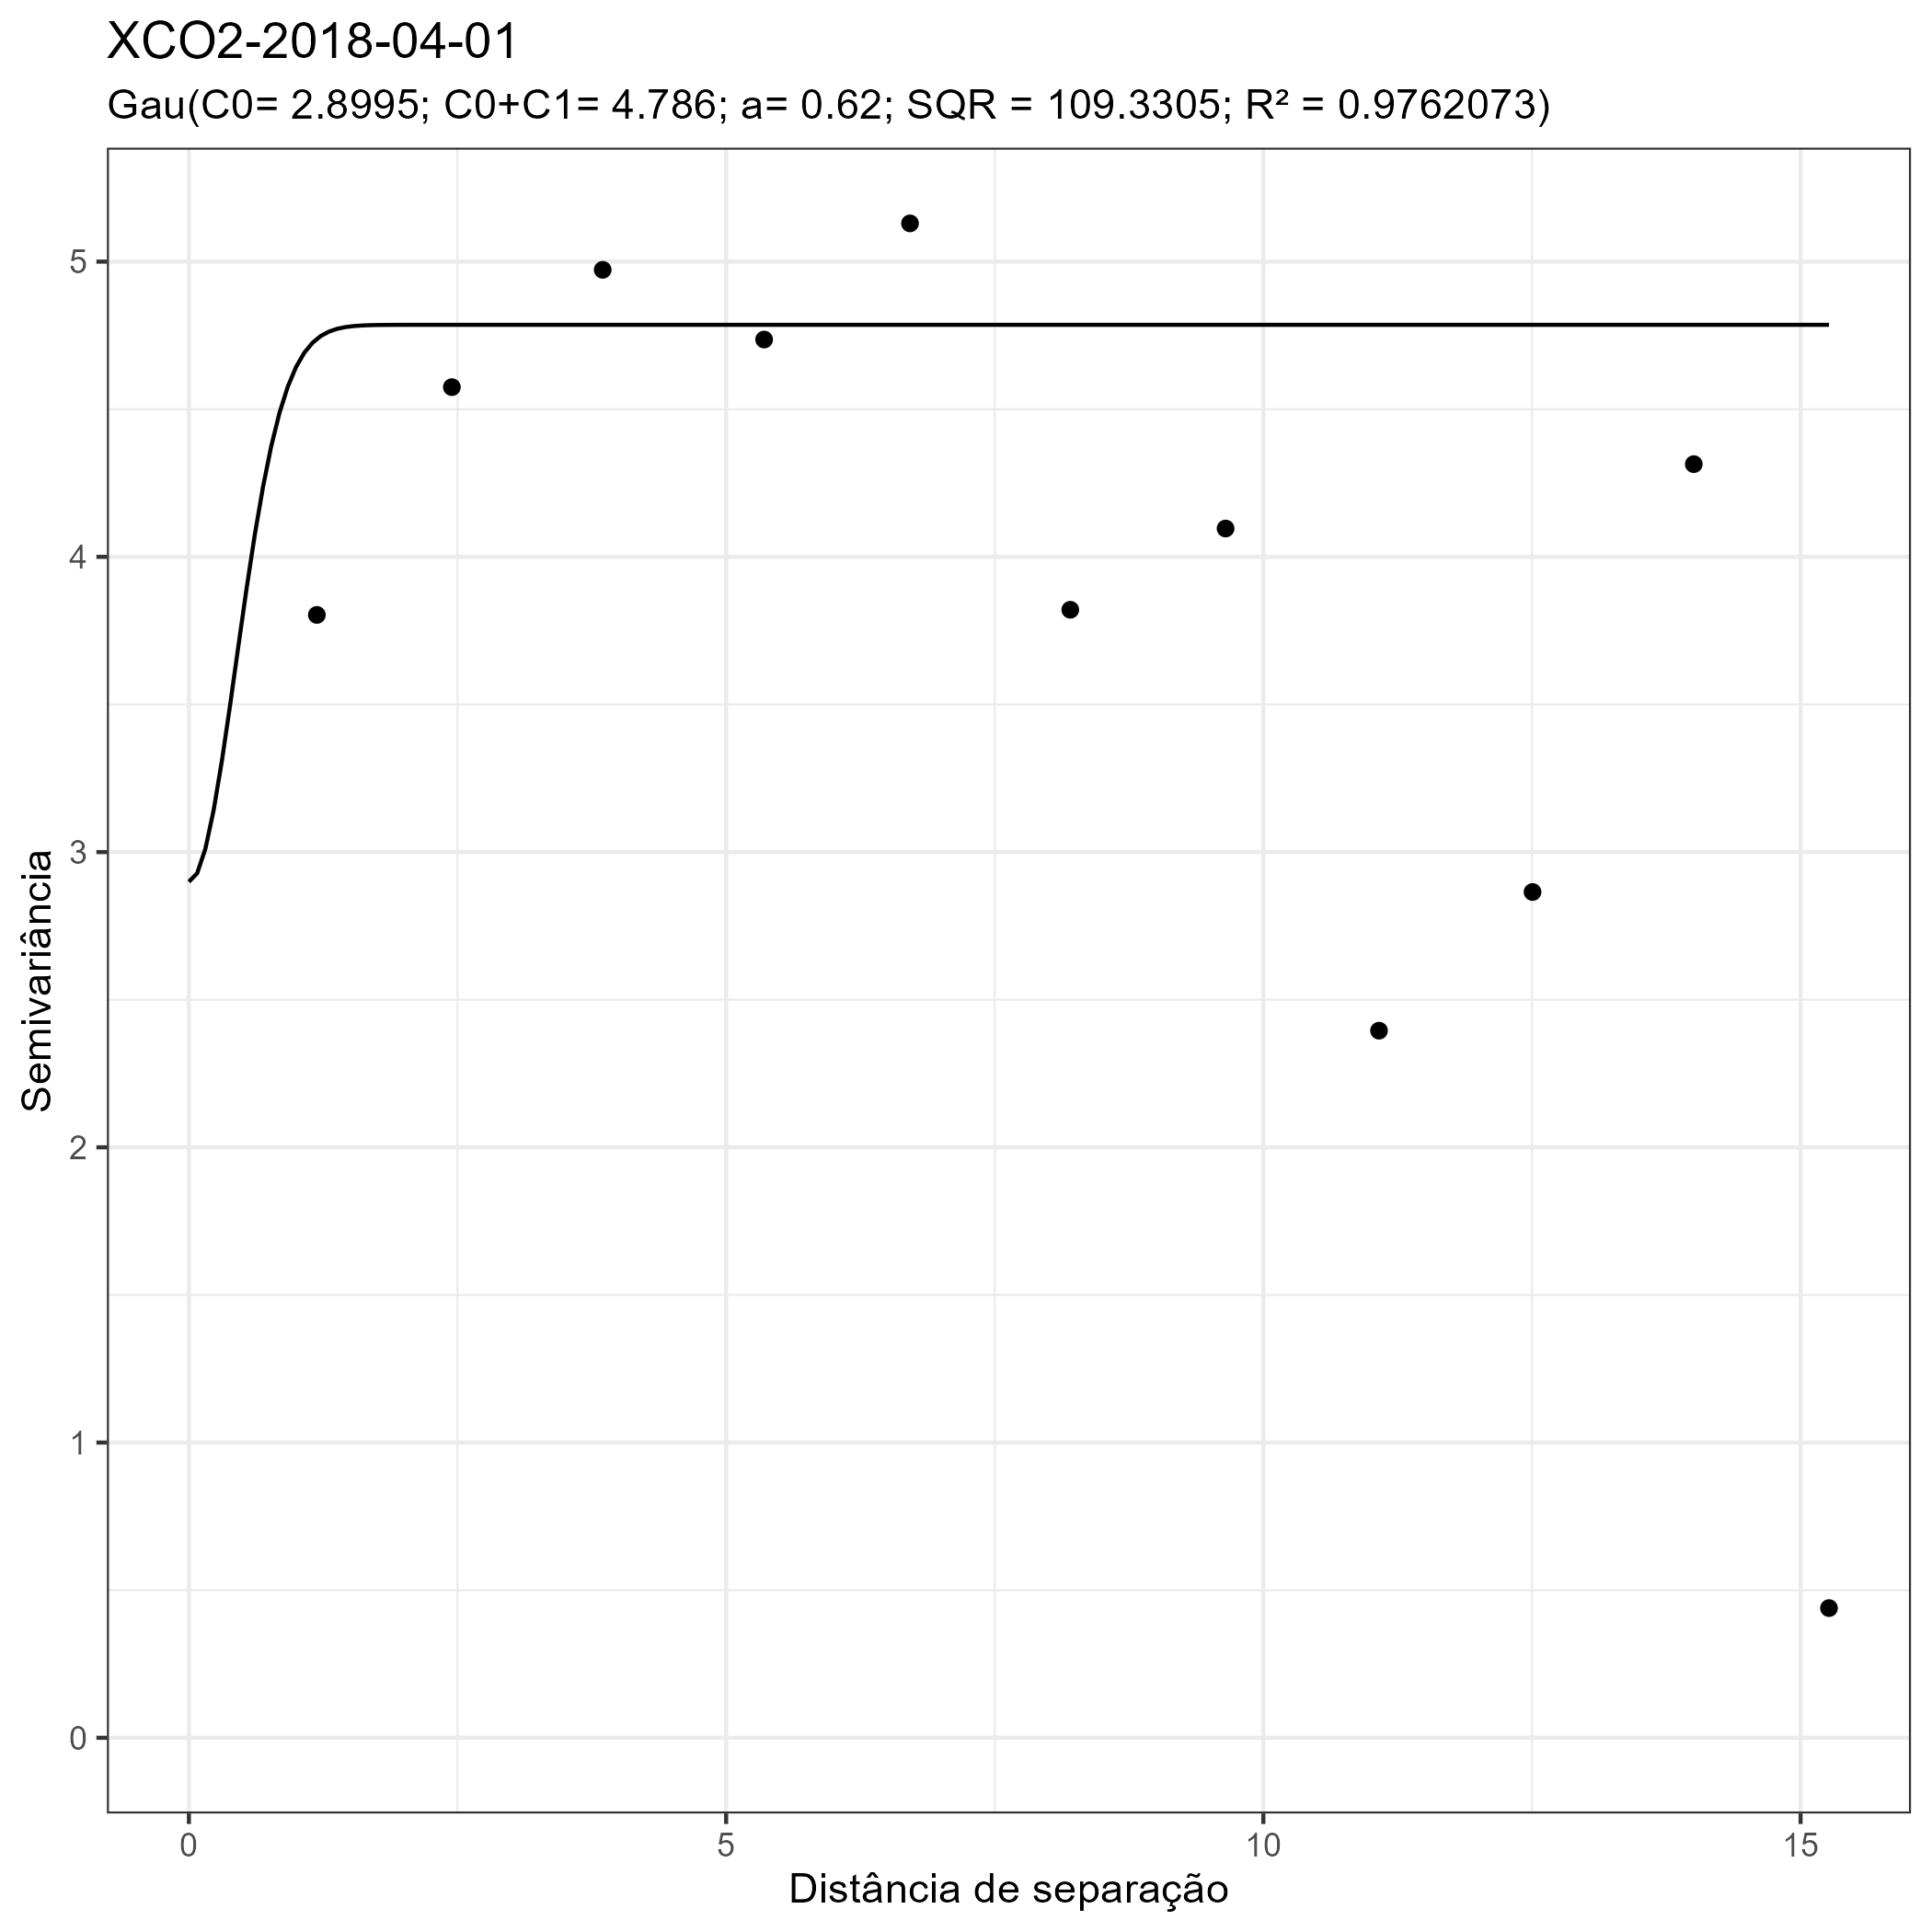 XCO2-2018-04-01
Gau(C0= 2.8995; C0+C1= 4.786; a= 0.62; SQR = 109.3305; R² = 0.9762073)
Semivariância
5
4
3
2
1
0
0 5 10 15
Distância de separação